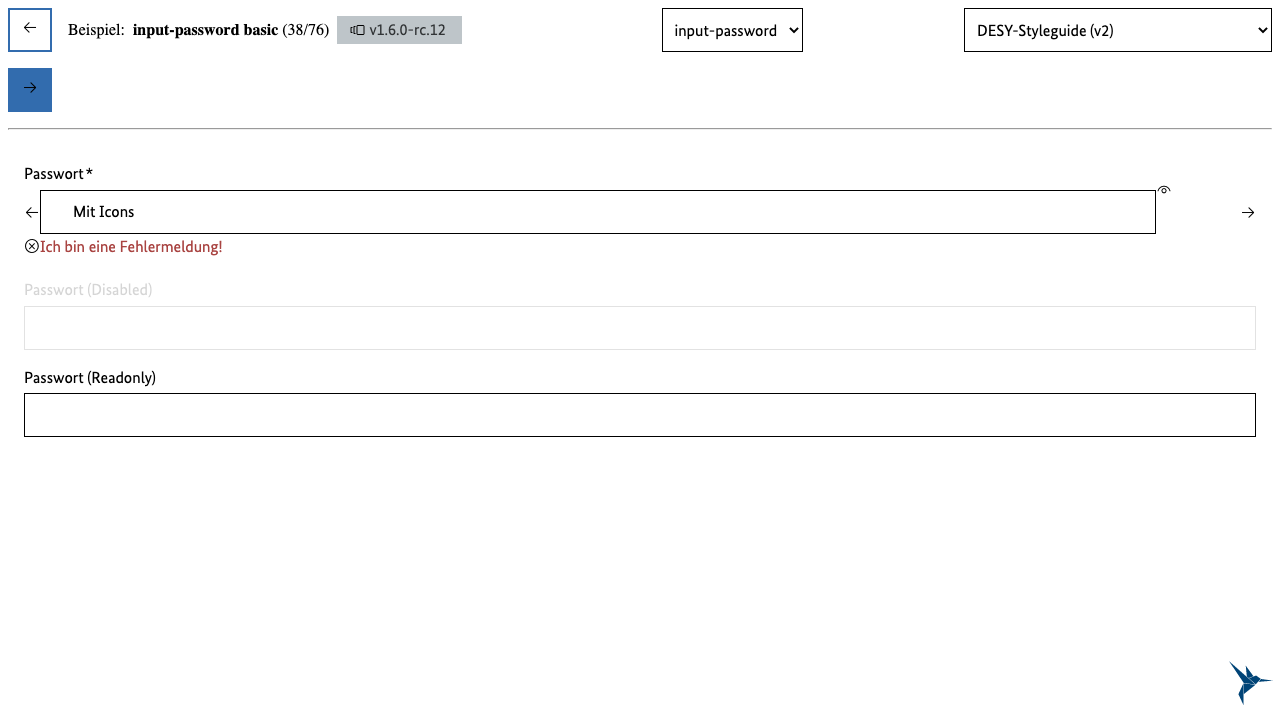 Beispiel: input-password basic (38/76) v1.6.0-rc.12 input-password DESY-Styleguide (v2)
Passwort*
Mit Icons
Ich bin eine Fehlermeldung!
Passwort (Disabled)
Passwort (Readonly)